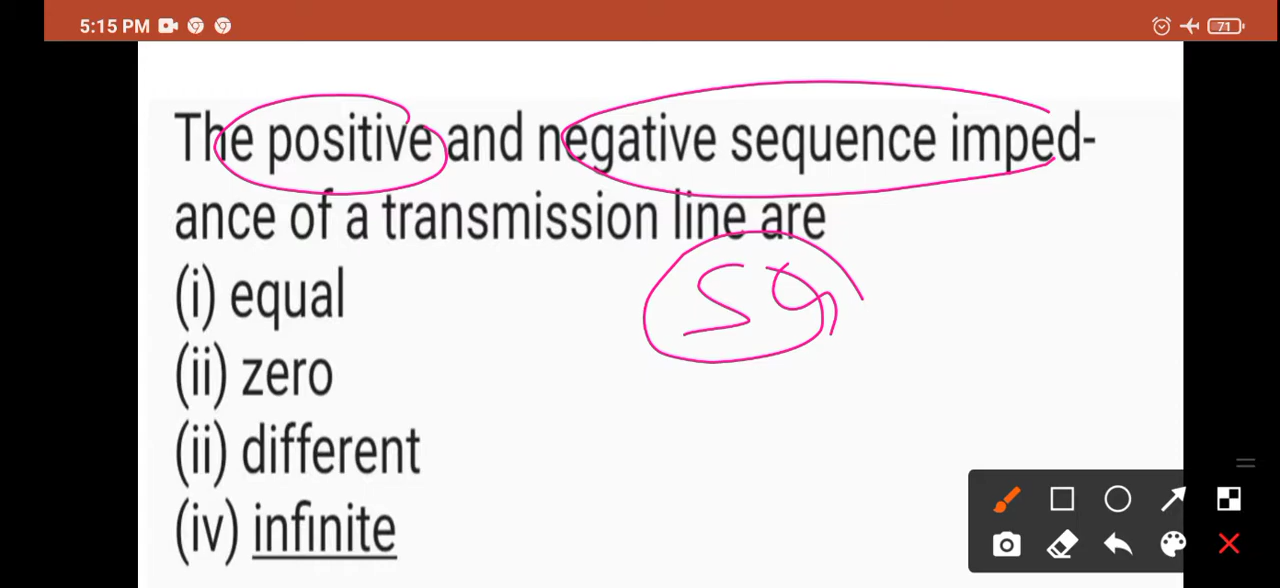 5:15 PM
71
The positive and negative sequence imped-
ance of a transmission line are
(i) equal
(ii) zero
(ii) different
(iv) infinite